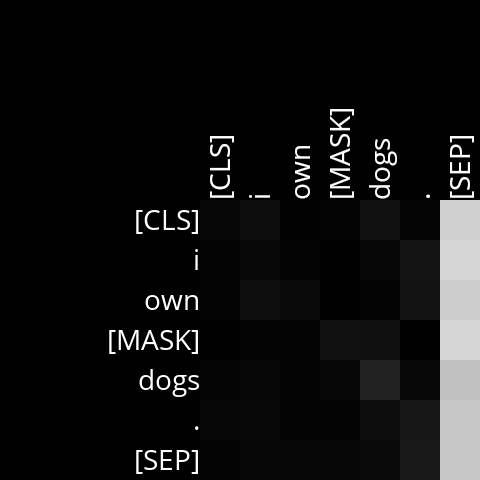 [CLS] i own [MASK] dogs . [SEP]
[CLS]
i
own
[MASK]
dogs
.
[SEP]